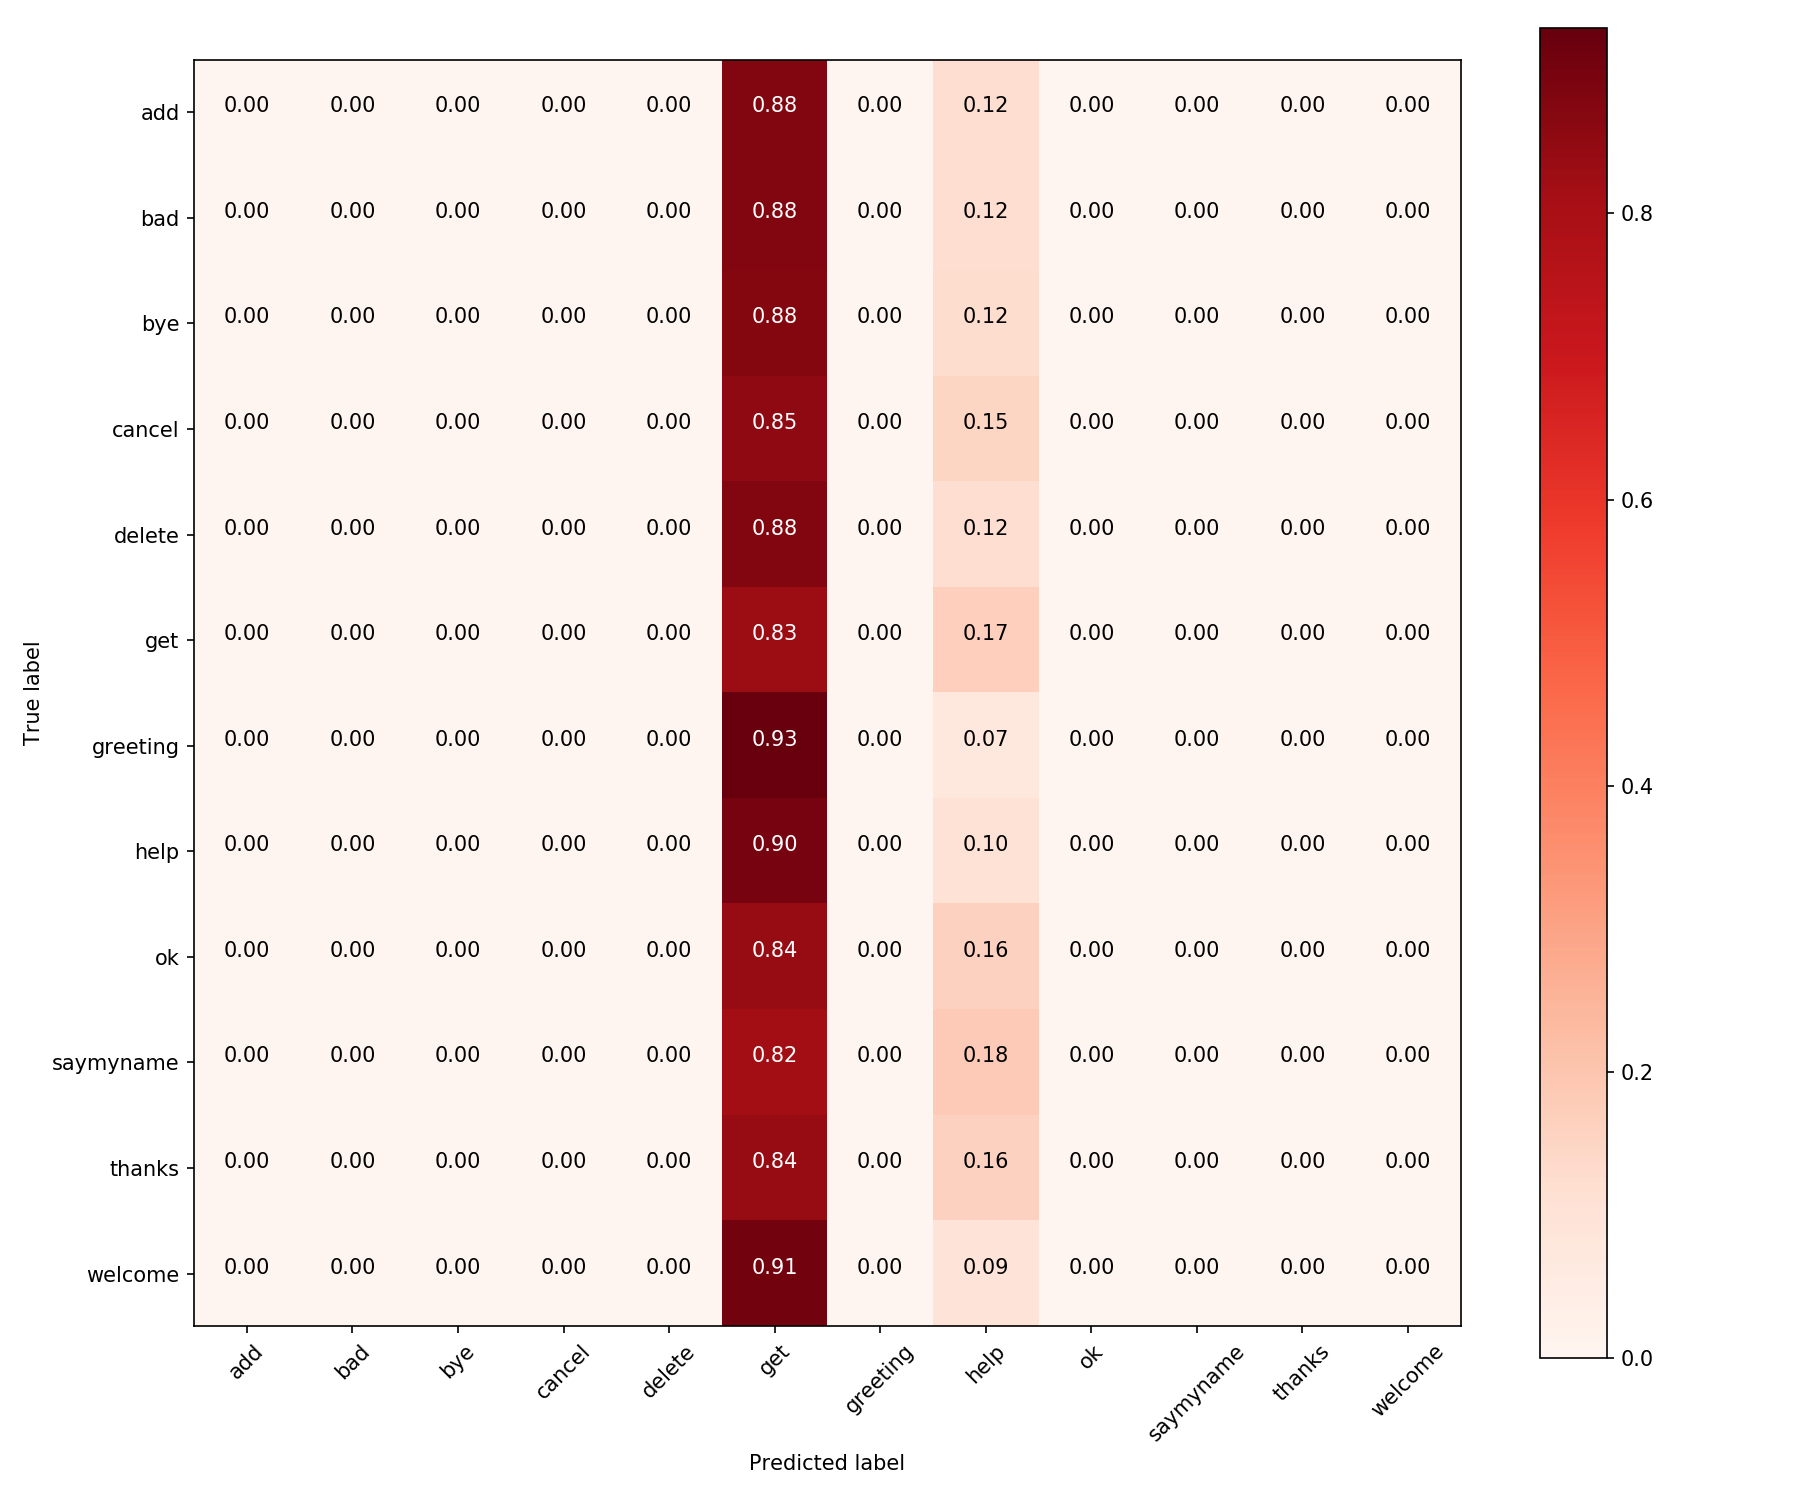 add 0.00 0.00 0.00 0.00 0.00 0.88 0.00 0.12 0.00 0.00 0.00 0.00
bad 0.00 0.00 0.00 0.00 0.00 0.88 0.00 0.12 0.00 0.00 0.00 0.00
0.8
bye 0.00 0.00 0.00 0.00 0.00 0.88 0.00 0.12 0.00 0.00 0.00 0.00
cancel 0.00 0.00 0.00 0.00 0.00 0.85 0.00 0.15 0.00 0.00 0.00 0.00
0.6
delete 0.00 0.00 0.00 0.00 0.00 0.88 0.00 0.12 0.00 0.00 0.00 0.00
get 0.00 0.00 0.00 0.00 0.00 0.83 0.00 0.17 0.00 0.00 0.00 0.00
True label
greeting 0.00 0.00 0.00 0.00 0.00 0.93 0.00 0.07 0.00 0.00 0.00 0.00
0.4
help 0.00 0.00 0.00 0.00 0.00 0.90 0.00 0.10 0.00 0.00 0.00 0.00
ok 0.00 0.00 0.00 0.00 0.00 0.84 0.00 0.16 0.00 0.00 0.00 0.00
saymyname 0.00 0.00 0.00 0.00 0.00 0.82 0.00 0.18 0.00 0.00 0.00 0.00
0.2
thanks 0.00 0.00 0.00 0.00 0.00 0.84 0.00 0.16 0.00 0.00 0.00 0.00
welcome 0.00 0.00 0.00 0.00 0.00 0.91 0.00 0.09 0.00 0.00 0.00 0.00
0.0
add bad bye cancel delete get greeting help ok saymyname thanks welcome
Predicted label